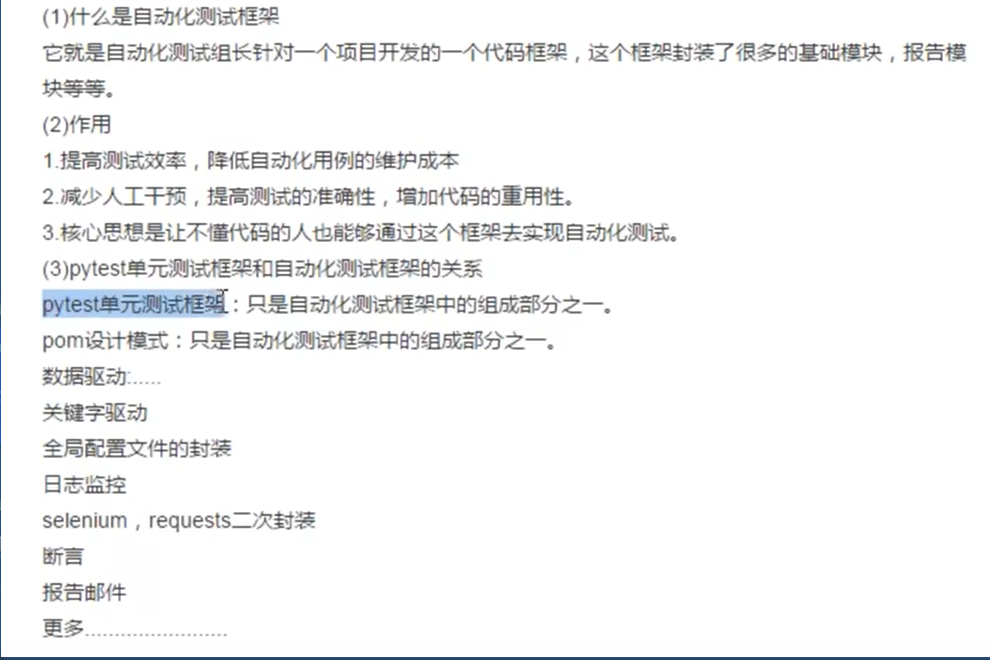 (1)什么是自动化测试框架
它就是自动化测试组长针对一个项目开发的一个代码框架，这个框架封装了很多的基础模块，报告模
块等等。
(2)作用
1.提高测试效率，降低自动化用例的维护成本
2.减少人工干预，提高测试的准确性，增加代码的重用性。
3.核心思想是让不懂代码的人也能够通过这个框架去实现自动化测试。
(3)pytest单元测试框架和自动化测试框架的关系
pytest单元测试框架：只是自动化测试框架中的组成部分之一。
pom设计模式：只是自动化测试框架中的组成部分之一。
数据驱动:......
关键字驱动
全局配置文件的封装
日志监控
selenium，requests二次封装
断言
报告邮件
更多........................